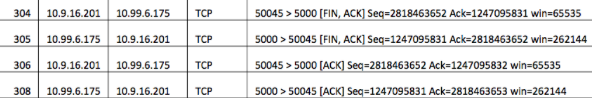 304 10.9.16.201 10.99.6.175 TCP 50045 > 5000 [FIN, ACK] Seq=2818463652 Ack=1247095831 win=65535
305 10.99.6.175 10.9.16.201 TCP 5000 > 50045 [FIN, ACK] Seq=1247095831 Ack=2818463652 win=262144
306 10.9.16.201 10.99.6.175 TCP 50045 > 5000 [ACK] Seq=2818463652 Ack=1247095832 win=65535
308 10.99.6.175 10.9.16.201 TCP 5000 > 50045 [ACK] Seq=1247095831 Ack=2818463653 win=262144